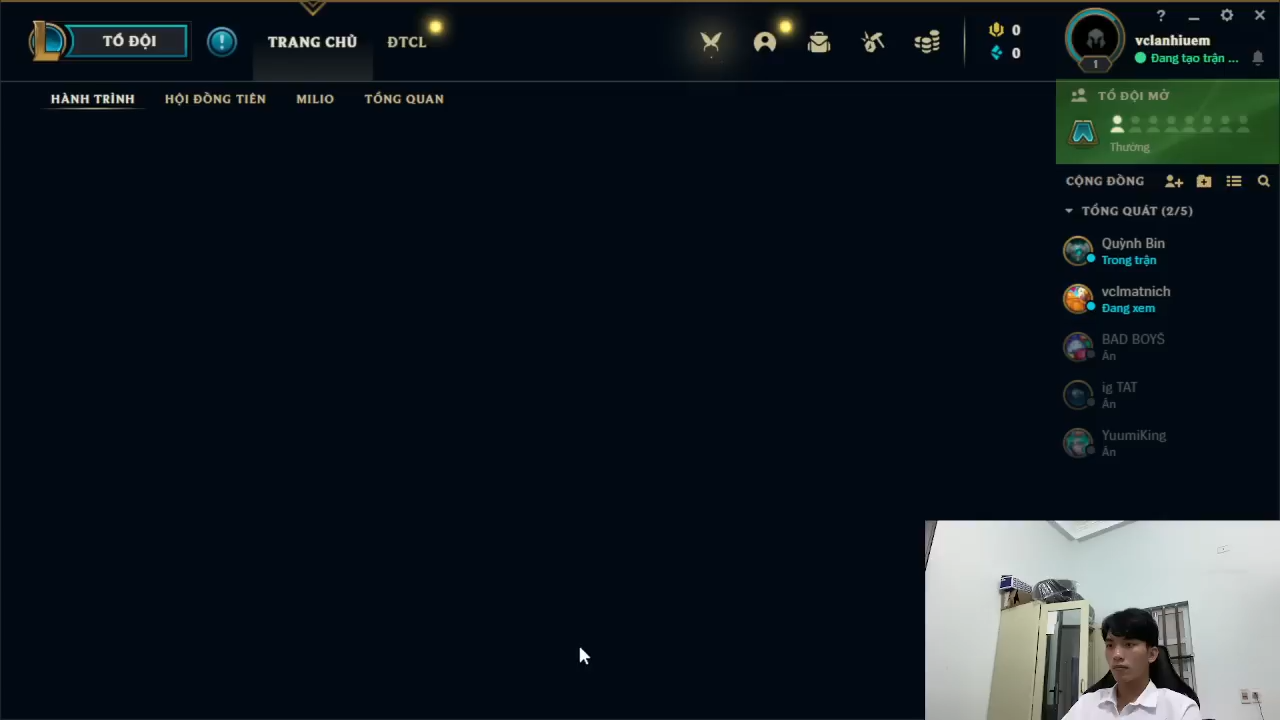 TỔ ĐỘI
TRANG CHỦ
ĐTCL
0
0
1
?
vclanhiuem
Đang tạo trận ...
HÀNH TRÌNH
HỘI ĐỒNG TIÊN
MILIO
TỔNG QUAN
TỔ ĐỘI MỞ
Thường
CỘNG ĐỒNG
TỔNG QUÁT (2/5)
Quỳnh Bin
Trong trận
vclmatnich
Đang xem
BAD BOY$
Ẩn
ig TAT
Ẩn
YuumiKing
Ẩn